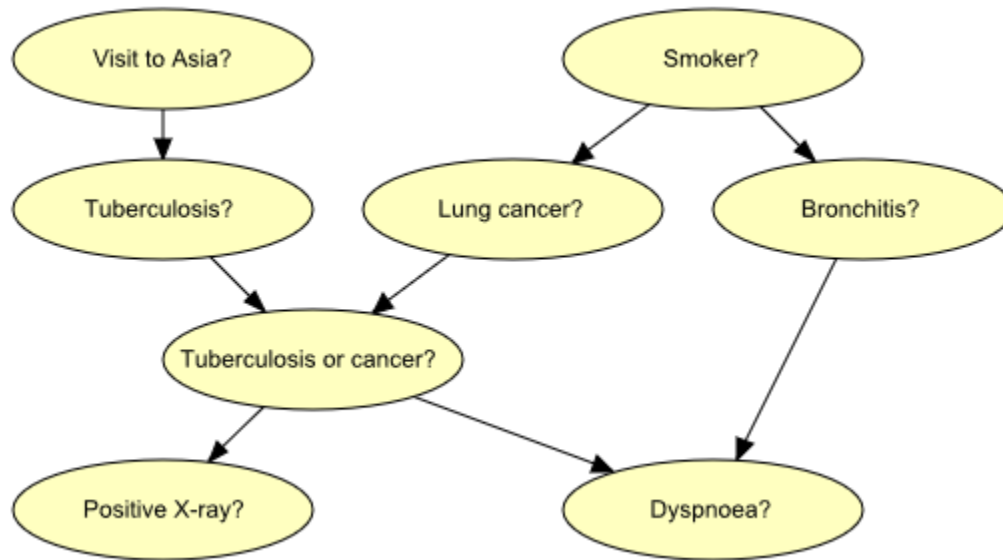 Visit to Asia?
Smoker?
Tuberculosis?
Lung cancer?
Bronchitis?
Tuberculosis or cancer?
Positive X-ray?
Dyspnoea?